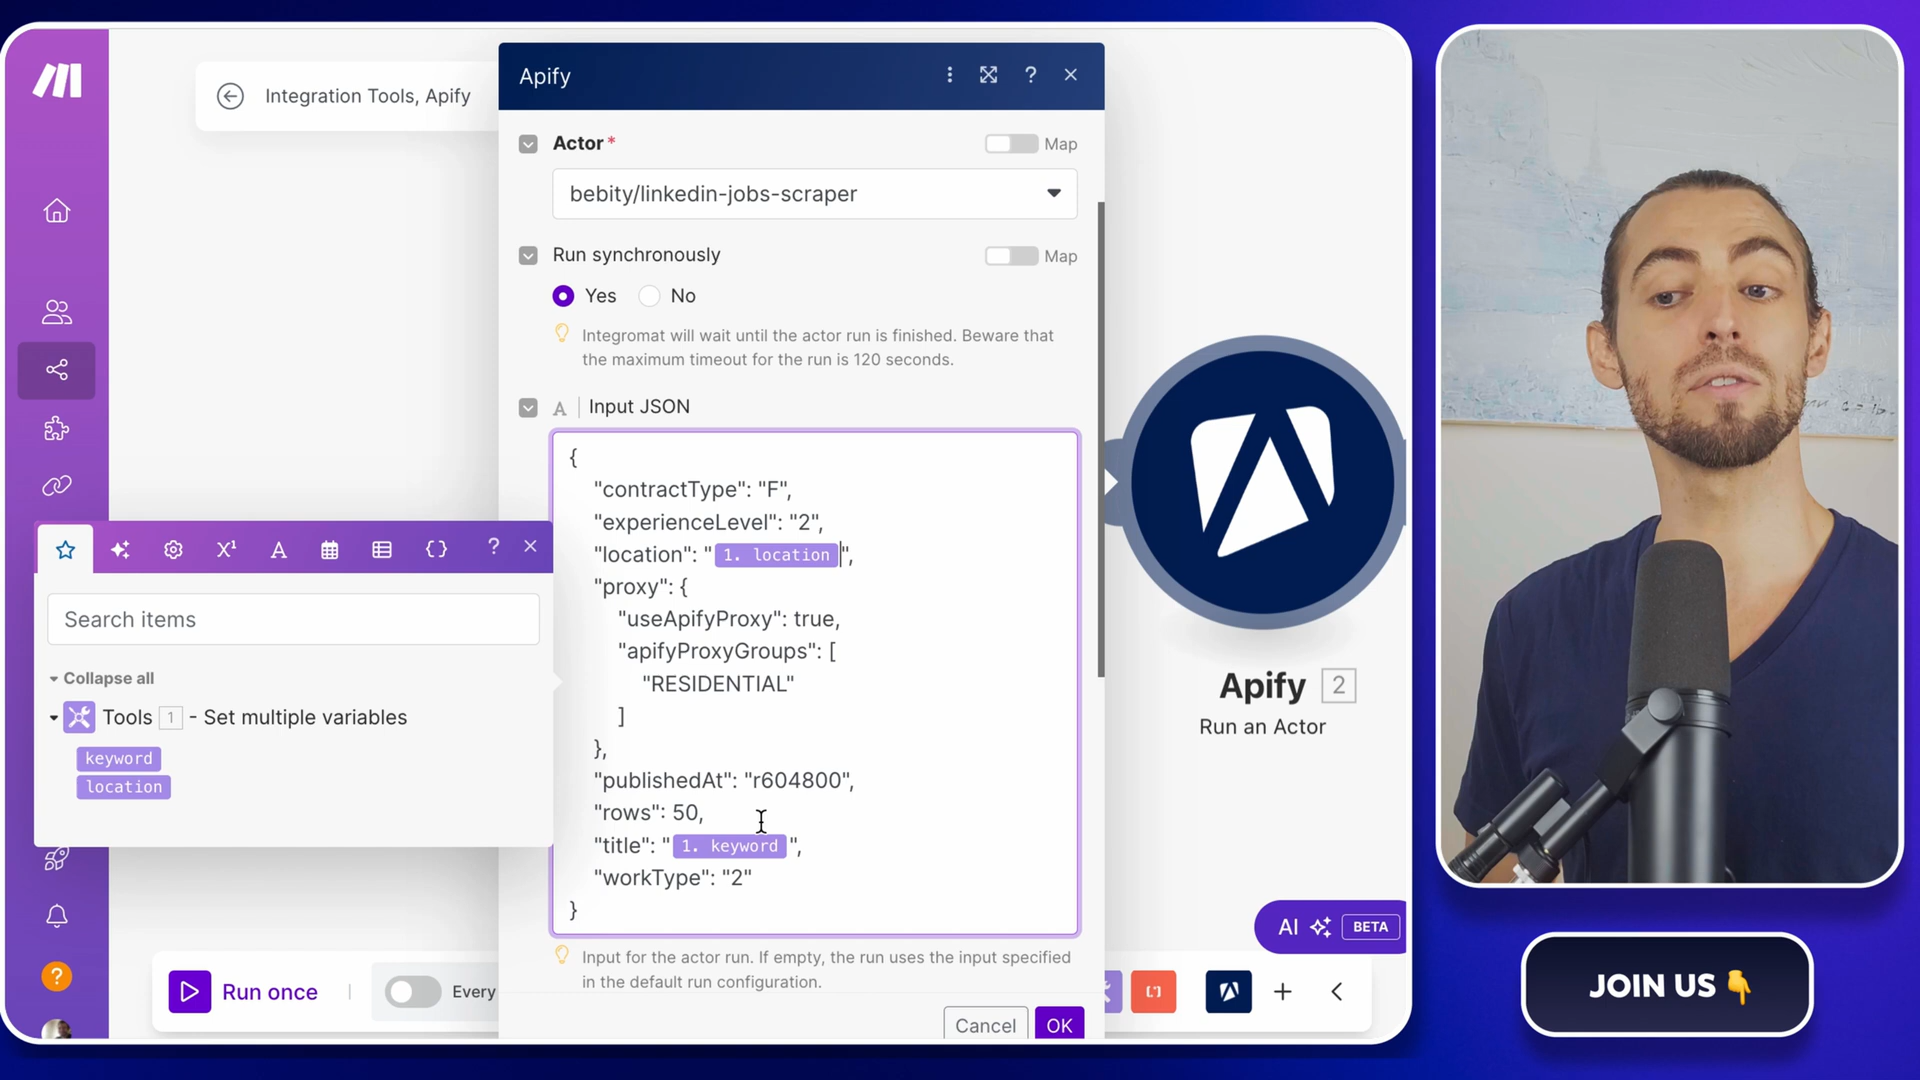 Integration Tools, Apify
Apify
?
Actor *
Map
bebity/linkedin-jobs-scraper
Run synchronously
Map
Yes
No
Integromat will wait until the actor run is finished. Beware that
the maximum timeout for the run is 120 seconds.
A
Input JSON
{
"contractType": "F",
"experienceLevel": "2",
"location": "1. location",
"proxy": {
"useApifyProxy": true,
"apifyProxyGroups": [
"RESIDENTIAL"
]
},
"publishedAt": "r604800",
"rows": 50,
"title": "1. keyword",
"workType": "2"
}
Input for the actor run. If empty, the run uses the input specified
in the default run configuration.
Cancel
OK
X¹
A
{}
?
Search items
Collapse all
Tools 1 - Set multiple variables
keyword
location
Apify 2
Run an Actor
AI
BETA
?
Run once
Every
JOIN US 👇